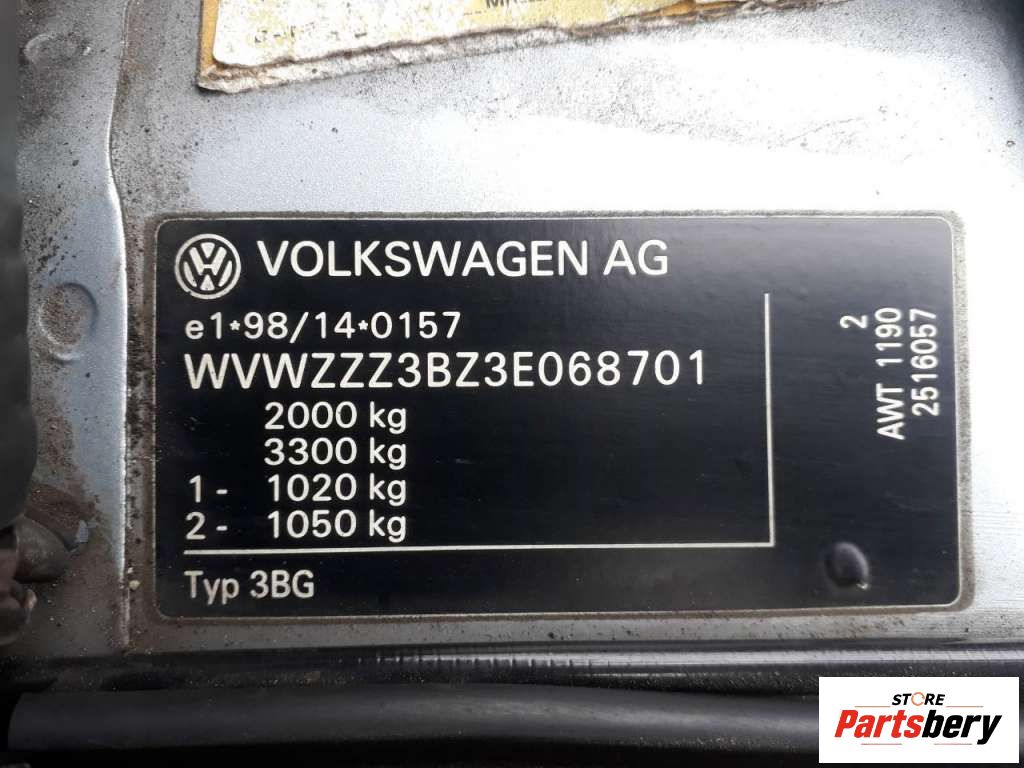 VOLKSWAGEN AG
e1*98/14*0157
WVWZZZ3BZ3E068701
2000 kg
3300 kg
1- 1020 kg
2- 1050 kg
Typ 3BG
2
AWT 1190
2516057
STORE
Partsbery